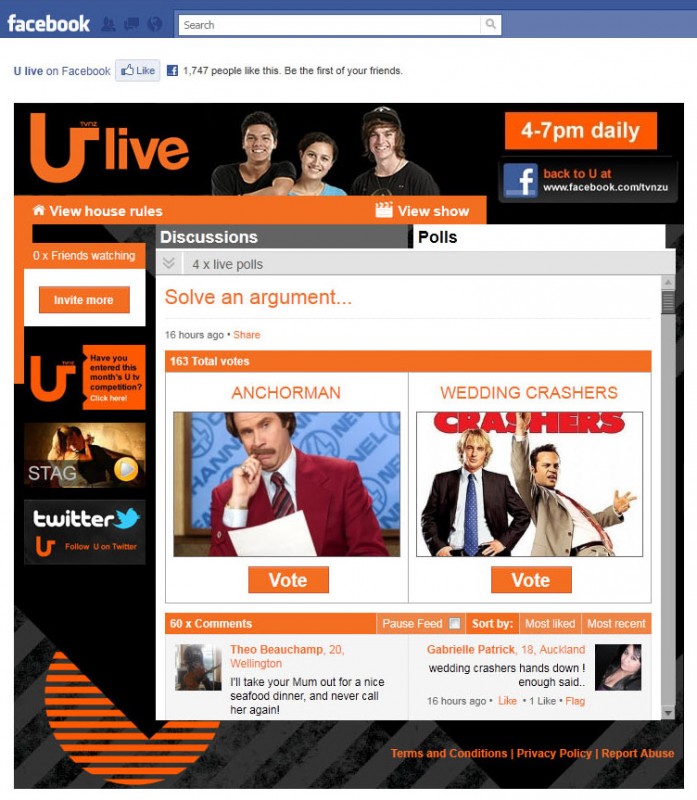 facebook
Search
U live on Facebook Like 1,747 people like this. Be the first of your friends.
tvnz
U live
4-7pm daily
back to U at
www.facebook.com/tvnzu
View house rules
View show
0 x Friends watching
Invite more
tvnz
U
Have you
entered this
month's U tv
competition?
Click here!
STAG
twitter
U Follow U on Twitter
Discussions
Polls
4 x live polls
Solve an argument...
16 hours ago • Share
163 Total votes
ANCHORMAN
CHANNEL
NEL
Vote
WEDDING CRASHERS
CRASHERS
Vote
60 x Comments
Pause Feed
Sort by:
Most liked
Most recent
Theo Beauchamp, 20,
Wellington
I'll take your Mum out for a nice
seafood dinner, and never call
her again!
Gabrielle Patrick, 18, Auckland
wedding crashers hands down !
enough said..
16 hours ago • Like • 1 Like • Flag
Terms and Conditions | Privacy Policy | Report Abuse